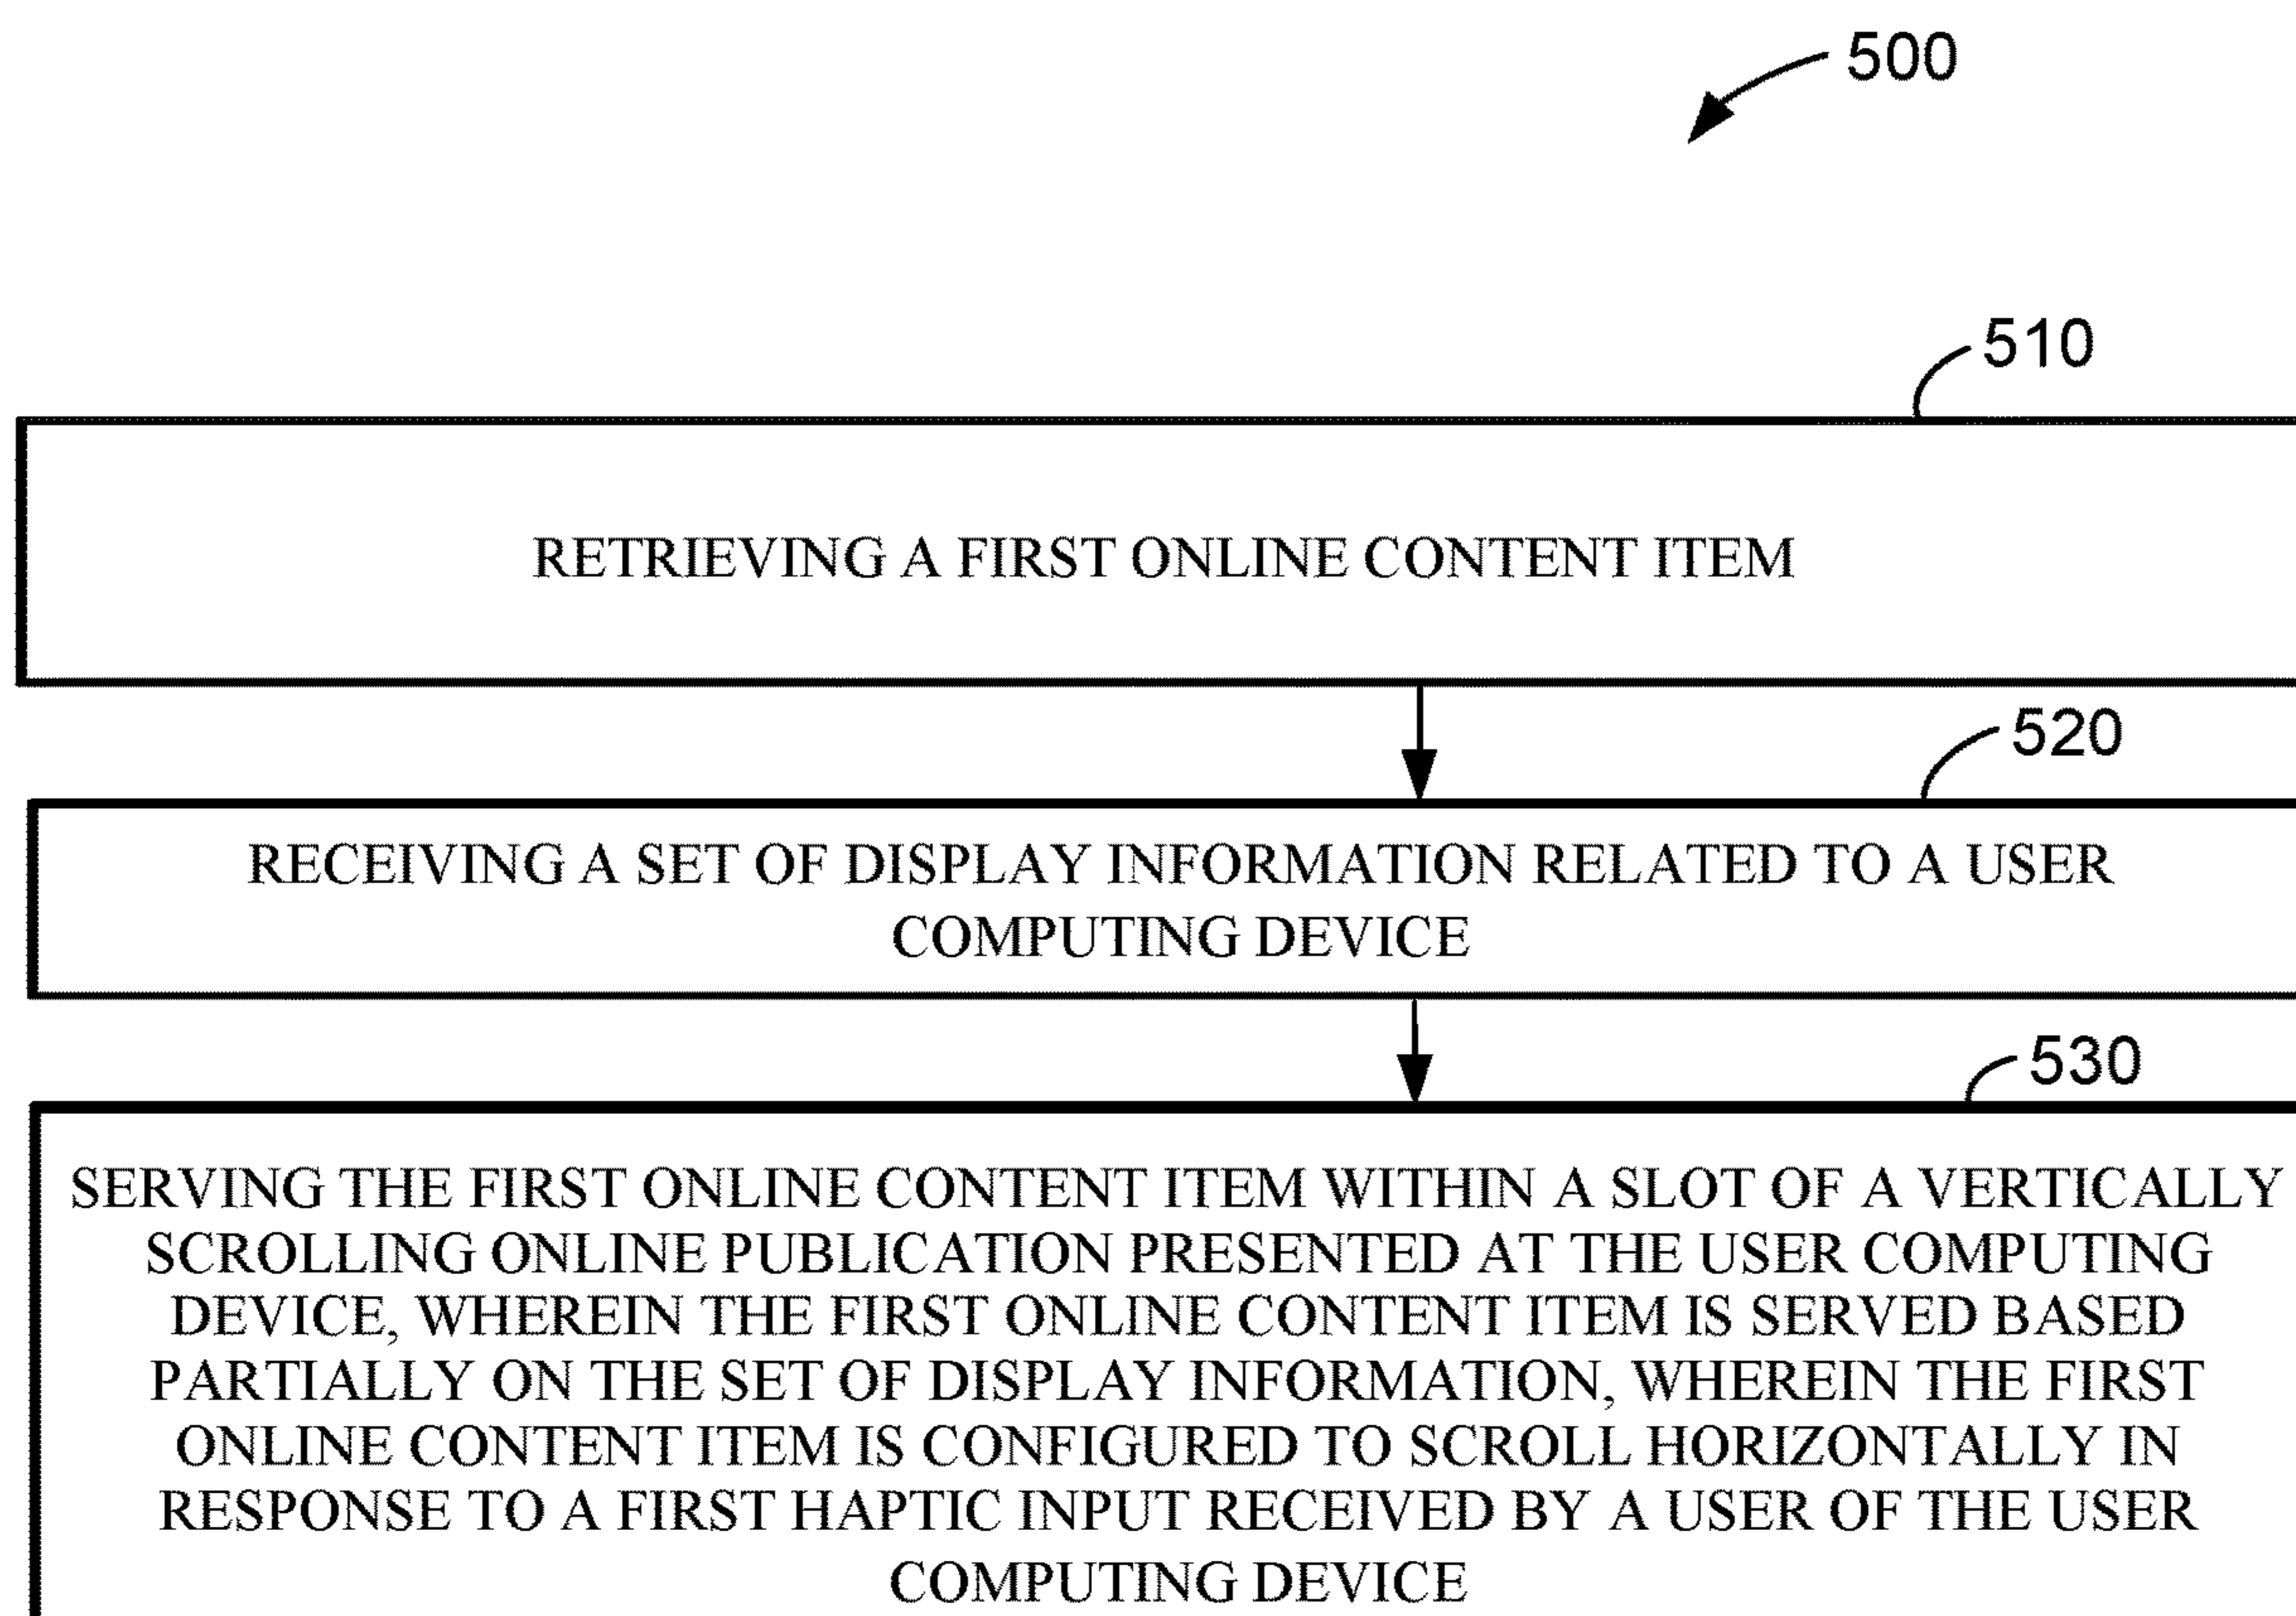 500
510
RETRIEVING A FIRST ONLINE CONTENT ITEM
520
RECEIVING A SET OF DISPLAY INFORMATION RELATED TO A USER
COMPUTING DEVICE
530
SERVING THE FIRST ONLINE CONTENT ITEM WITHIN A SLOT OF A VERTICALLY
SCROLLING ONLINE PUBLICATION PRESENTED AT THE USER COMPUTING
DEVICE, WHEREIN THE FIRST ONLINE CONTENT ITEM IS SERVED BASED
PARTIALLY ON THE SET OF DISPLAY INFORMATION, WHEREIN THE FIRST
ONLINE CONTENT ITEM IS CONFIGURED TO SCROLL HORIZONTALLY IN
RESPONSE TO A FIRST HAPTIC INPUT RECEIVED BY A USER OF THE USER
COMPUTING DEVICE